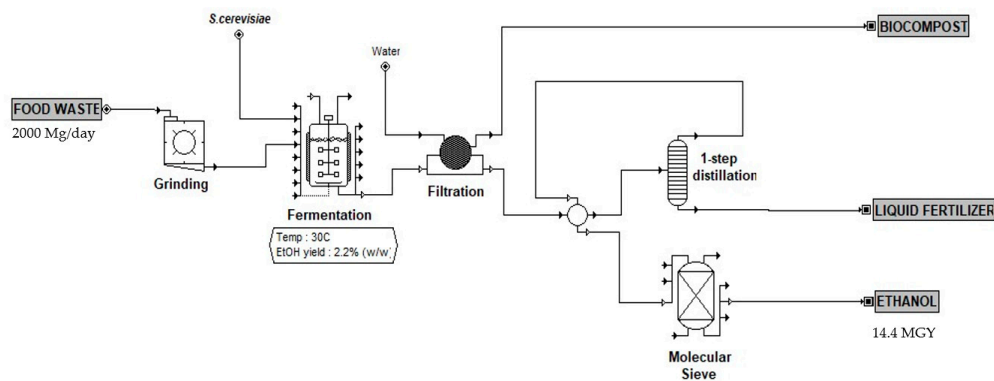 S.cerevisiae
BIOCOMPOST
Water
FOOD WASTE
2000 Mg/day
Grinding
1-step
distillation
Filtration
Fermentation
LIQUID FERTILIZER
Temp : 30C
EtOH yield : 2.2% (w/w)
ETHANOL
14.4 MGY
Molecular
Sieve